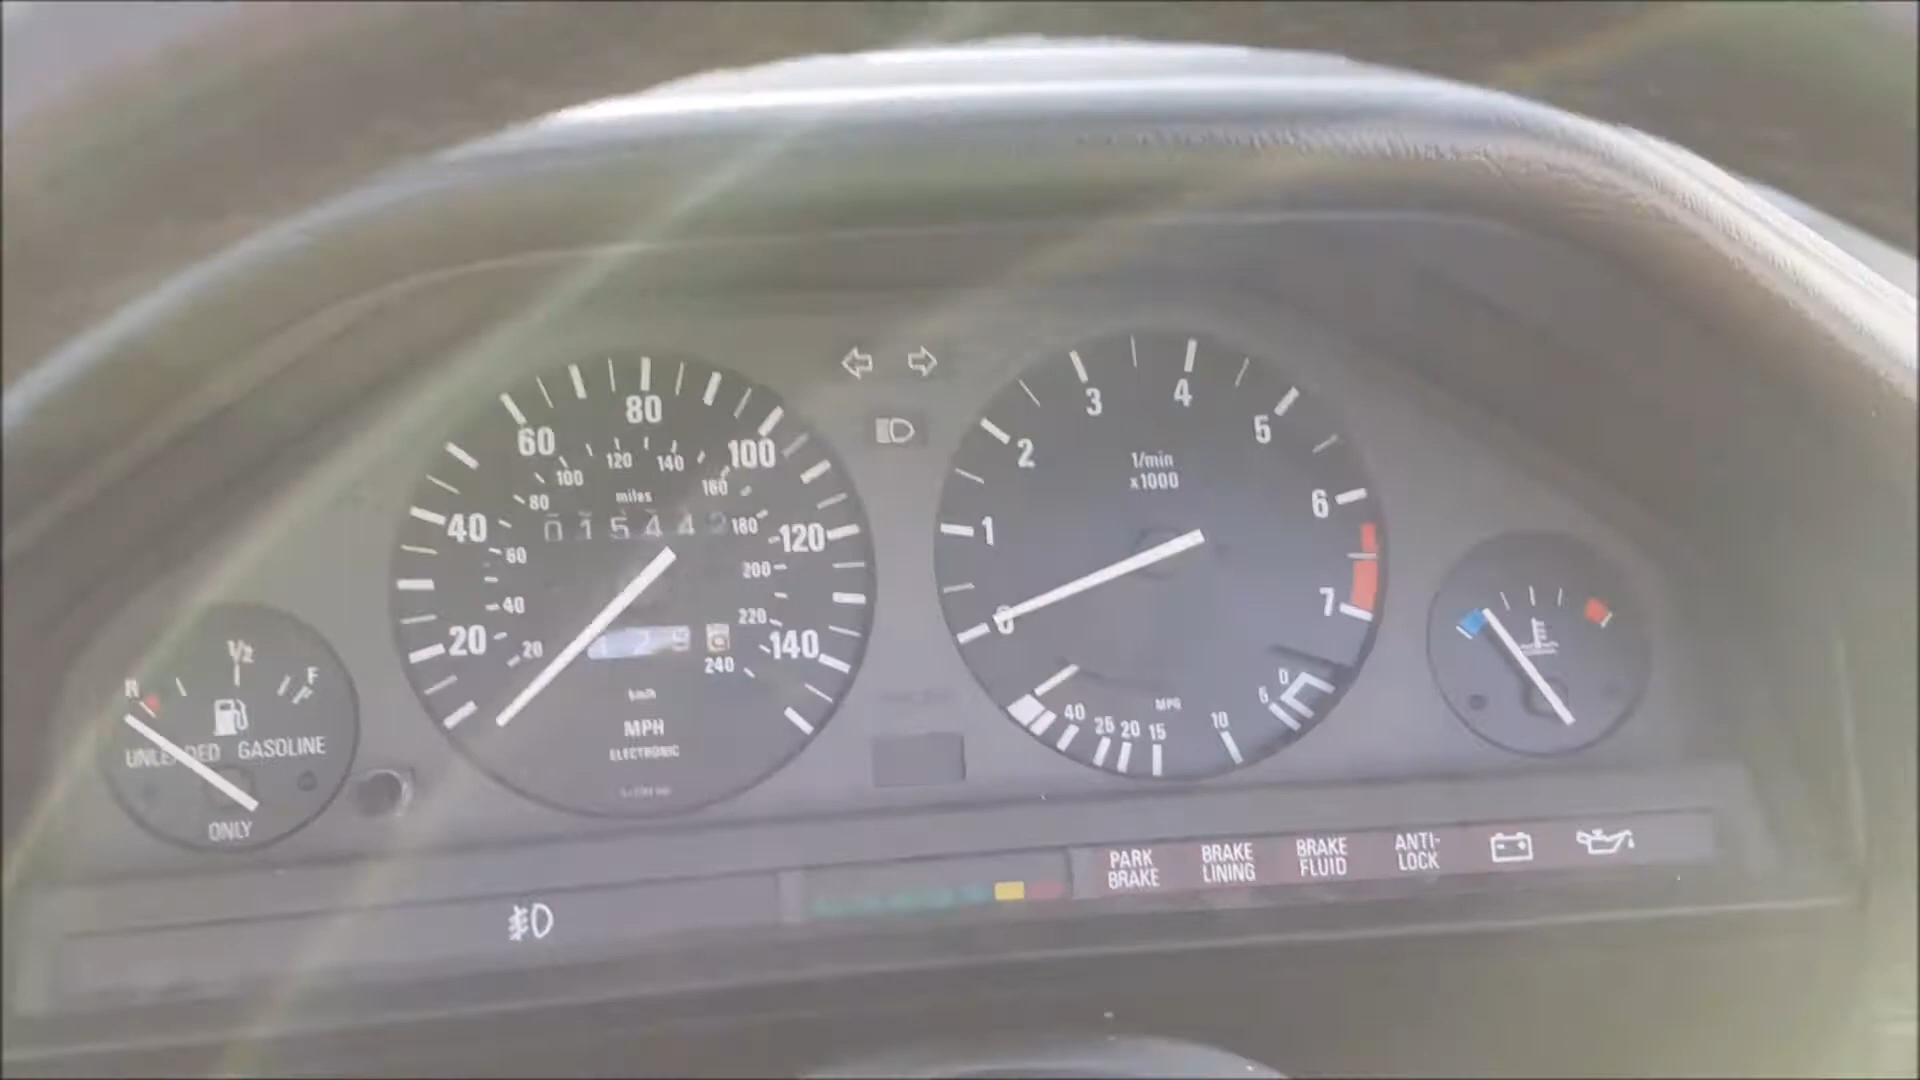 R 1/2 F
UNLEADED GASOLINE
ONLY
20 40 60 80 100 120 140
20 40 60 80 100 120 140 160 180 200 220 240
miles
01544
km/h
MPH
ELECTRONIC
0 1 2 3 4 5 6 7
1/min
x1000
MPG
40 25 20 15 10 5 0
PARK
BRAKE
BRAKE
LINING
BRAKE
FLUID
ANTI-
LOCK